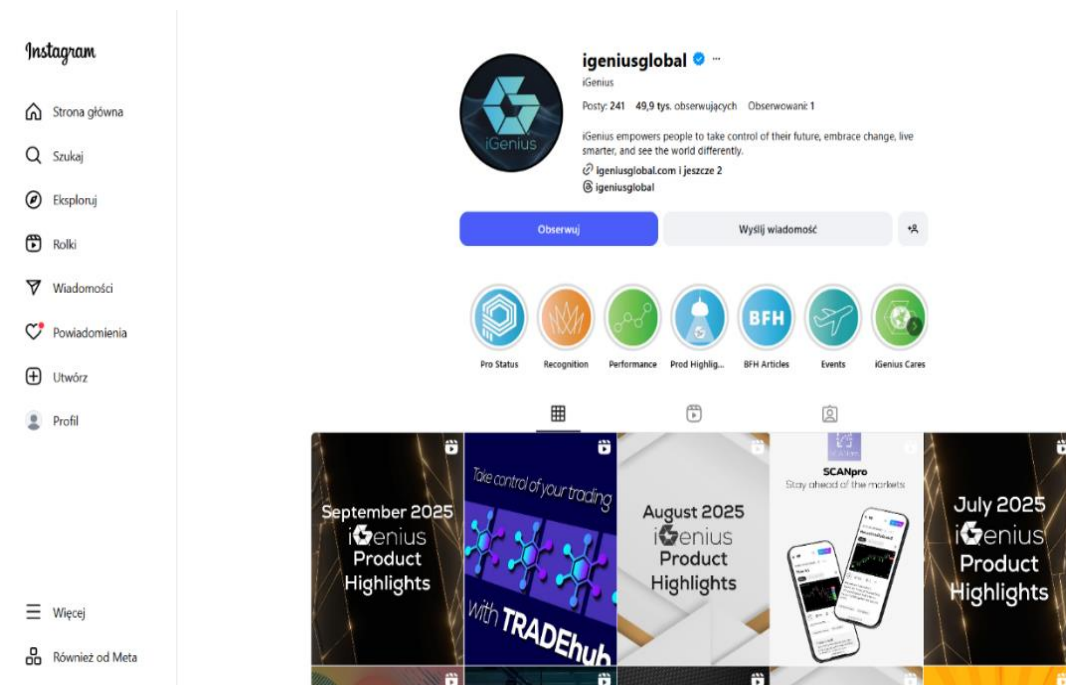 Instagram
Strona główna
Szukaj
Eksploruj
Rolki
Wiadomości
Powiadomienia
Utwórz
Profil
Więcej
Również od Meta
igeniusglobal
iGenius
iGenius
Posty: 241 49,9 tys. obserwujących Obserwowani: 1
iGenius empowers people to take control of their future, embrace change, live
smarter, and see the world differently.
igeniusglobal.com i jeszcze 2
igeniusglobal
Obserwuj
Wyślij wiadomość
BFH
Pro Status
Recognition
Performance
Prod Highlig...
BFH Articles
Events
iGenius Cares
September 2025
iGenius
Product
Highlights
Take control of your trading
with TRADEhub
August 2025
iGenius
Product
Highlights
SCANpro
Stay ahead of the markets
July 2025
iGenius
Product
Highlights